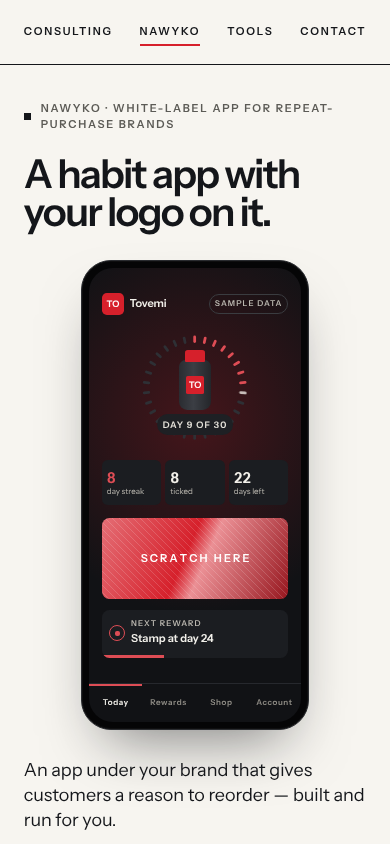 CONSULTING NAWYKO TOOLS CONTACT
NAWYKO · WHITE-LABEL APP FOR REPEAT-
PURCHASE BRANDS
A habit app with
your logo on it.
TO Tovemi SAMPLE DATA
TO
DAY 9 OF 30
8 8 22
day streak ticked days left
SCRATCH HERE
NEXT REWARD
Stamp at day 24
Today Rewards Shop Account
An app under your brand that gives
customers a reason to reorder — built and
run for you.